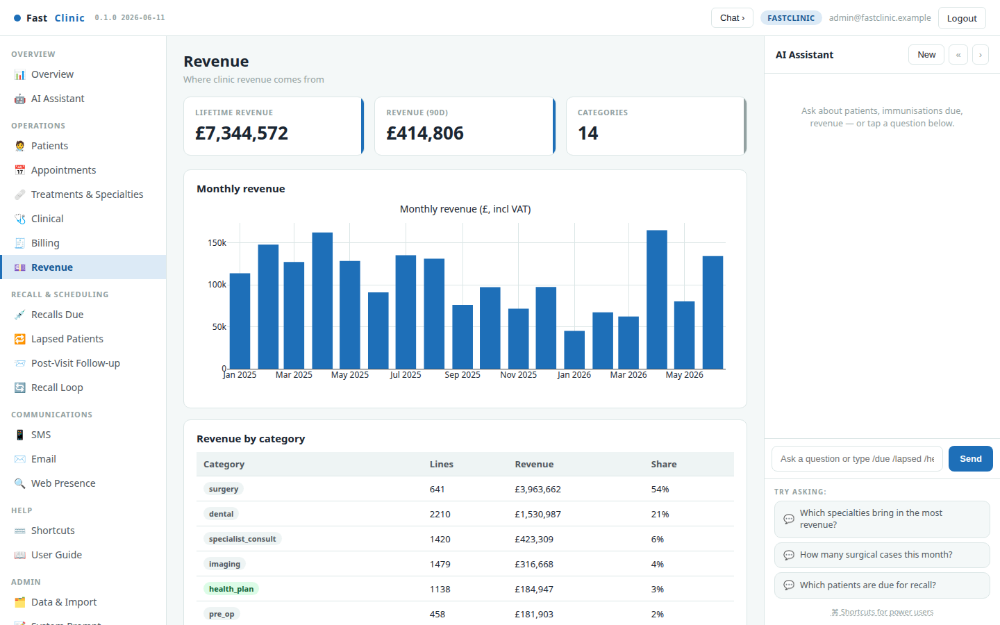 Fast Clinic 0.1.0 2026-06-11
Chat ›
FASTCLINIC
admin@fastclinic.example
Logout
OVERVIEW
Overview
AI Assistant
OPERATIONS
Patients
Appointments
Treatments & Specialties
Clinical
Billing
Revenue
RECALL & SCHEDULING
Recalls Due
Lapsed Patients
Post-Visit Follow-up
Recall Loop
COMMUNICATIONS
SMS
Email
Web Presence
HELP
Shortcuts
User Guide
ADMIN
Data & Import
System Prompt
Revenue
Where clinic revenue comes from
LIFETIME REVENUE
£7,344,572
REVENUE (90D)
£414,806
CATEGORIES
14
Monthly revenue
Monthly revenue (£, incl VAT)
150k
100k
50k
0
Jan 2025 Mar 2025 May 2025 Jul 2025 Sep 2025 Nov 2025 Jan 2026 Mar 2026 May 2026
Revenue by category
Category Lines Revenue Share
surgery 641 £3,963,662 54%
dental 2210 £1,530,987 21%
specialist_consult 1420 £423,309 6%
imaging 1479 £316,668 4%
health_plan 1138 £184,947 3%
pre_op 458 £181,903 2%
AI Assistant
New « ›
Ask about patients, immunisations due,
revenue — or tap a question below.
Ask a question or type /due /lapsed /he
Send
TRY ASKING:
Which specialties bring in the most
revenue?
How many surgical cases this month?
Which patients are due for recall?
⌘ Shortcuts for power users